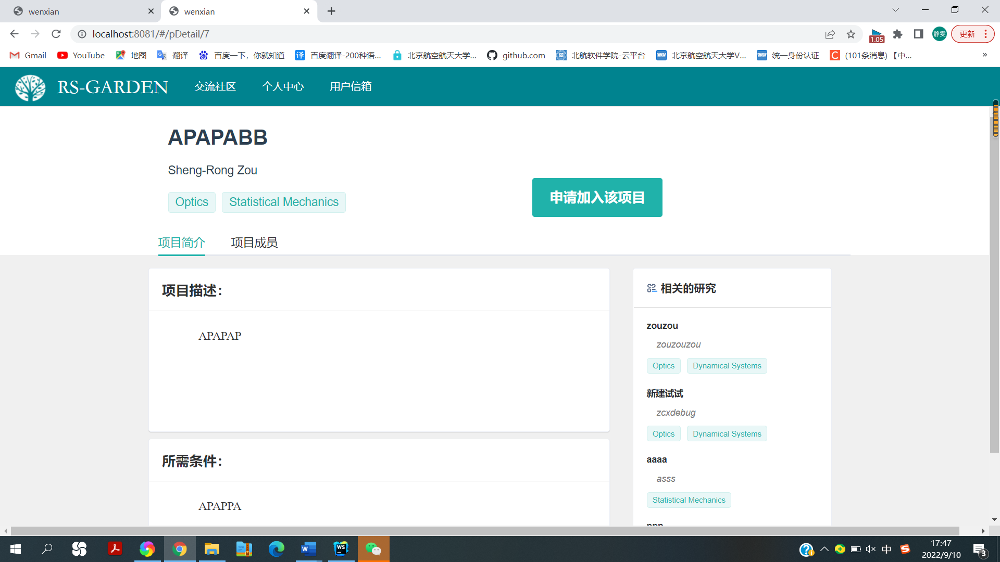 wenxian
wenxian
localhost:8081/#/pDetail/7
1.05
静雯
更新
Gmail
YouTube
地图
翻译
百度一下，你就知道
译
百度翻译-200种语...
北京航空航天大学...
github.com
北航软件学院-云平台
北京航空航天大学V...
统一身份认证
(101条消息) 【中...
»
RS-GARDEN
交流社区
个人中心
用户信箱
APAPABB
Sheng-Rong Zou
Optics
Statistical Mechanics
申请加入该项目
项目简介
项目成员
项目描述：
APAPAP
所需条件：
APAPPA
相关的研究
zouzou
zouzouzou
Optics
Dynamical Systems
新建试试
zcxdebug
Optics
Dynamical Systems
aaaa
asss
Statistical Mechanics
中
17:47
2022/9/10
3